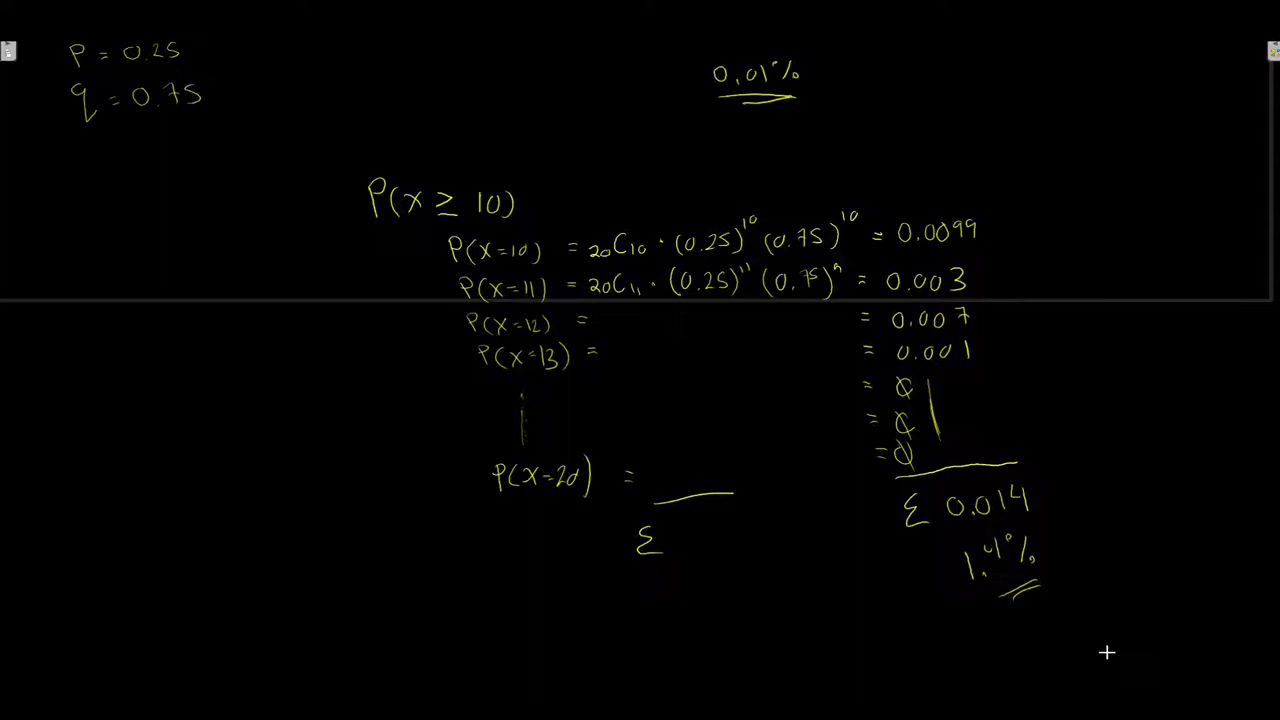 P = 0.25
q = 0.75
0.01%
P(x ≥ 10)
P(x=10) = 20C10 · (0.25)^10 (0.75)^10 = 0.0099
P(x=11) = 20C11 · (0.25)^11 (0.75)^9 = 0.003
P(x=12) = = 0.007
P(x=13) = = 0.001
= 0
= 0
= 0
P(x=20) =
Σ 0.014
Σ
1.4%